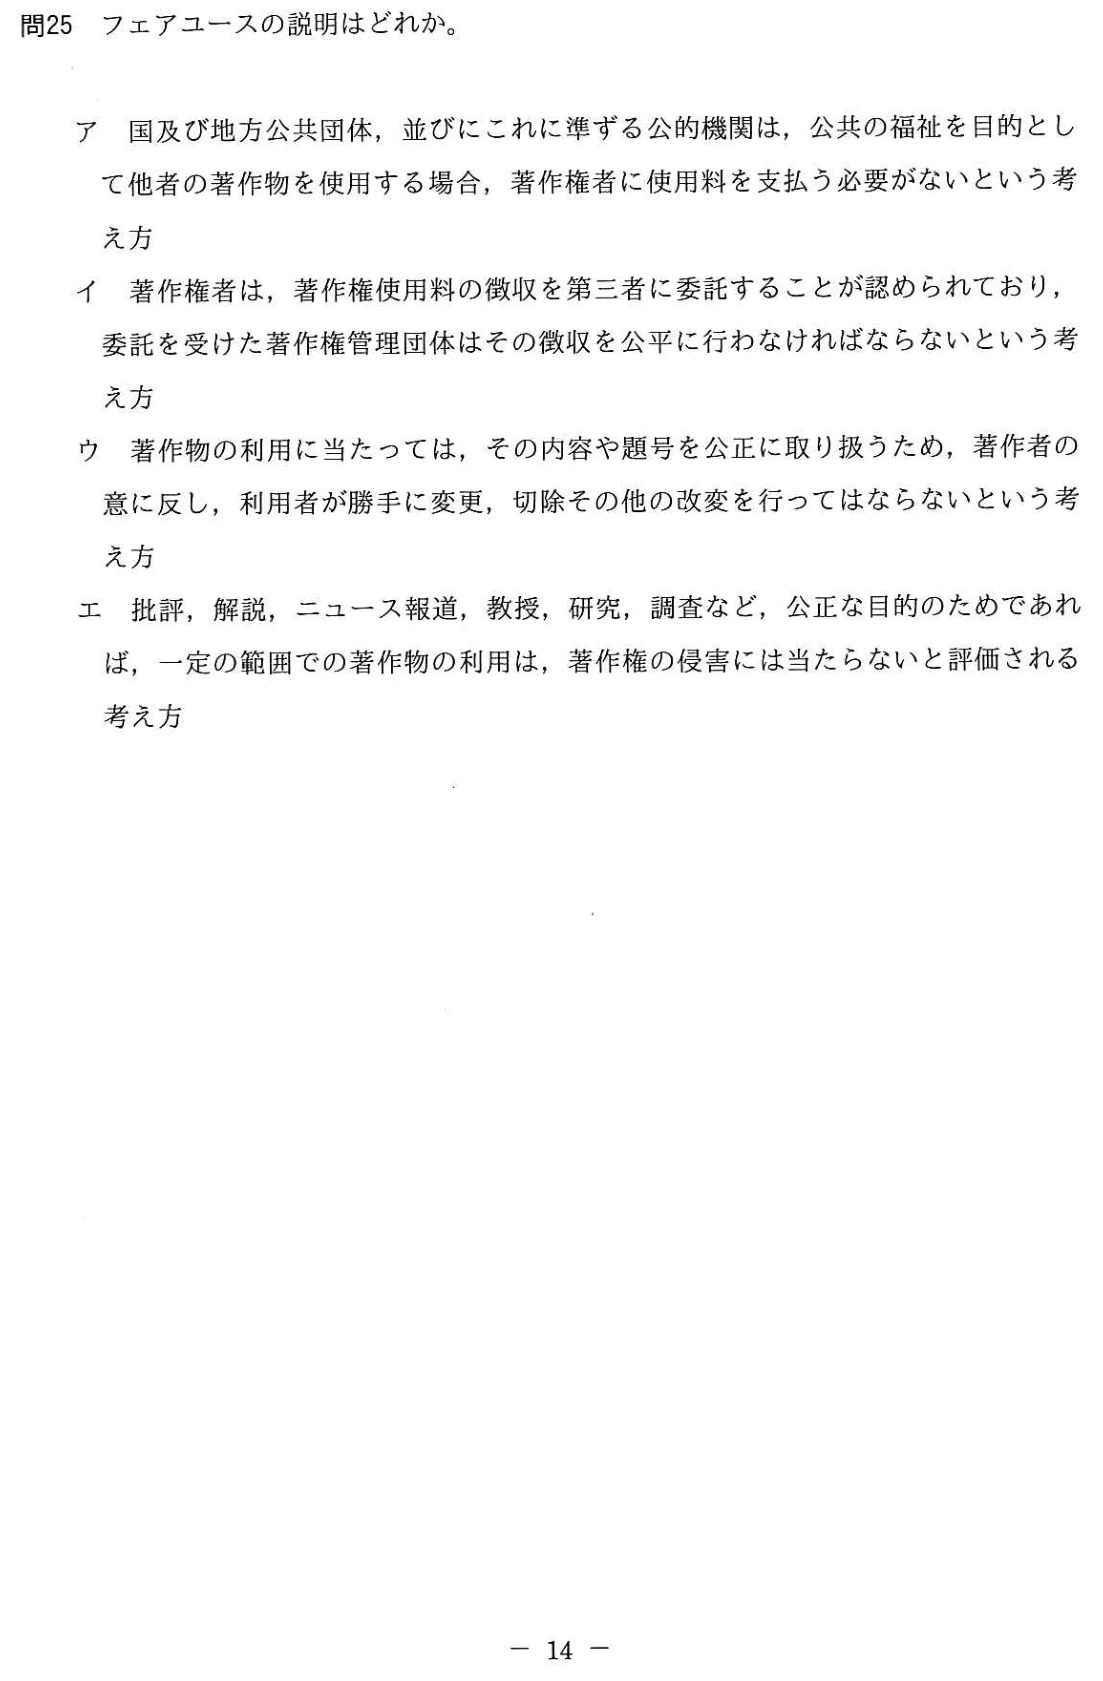 問25　フェアユースの説明はどれか。
ア　国及び地方公共団体，並びにこれに準ずる公的機関は，公共の福祉を目的とし
て他者の著作物を使用する場合，著作権者に使用料を支払う必要がないという考
え方
イ　著作権者は，著作権使用料の徴収を第三者に委託することが認められており，
委託を受けた著作権管理団体はその徴収を公平に行わなければならないという考
え方
ウ　著作物の利用に当たっては，その内容や題号を公正に取り扱うため，著作者の
意に反し，利用者が勝手に変更，切除その他の改変を行ってはならないという考
え方
エ　批評，解説，ニュース報道，教授，研究，調査など，公正な目的のためであれ
ば，一定の範囲での著作物の利用は，著作権の侵害には当たらないと評価される
考え方
－ 14 －